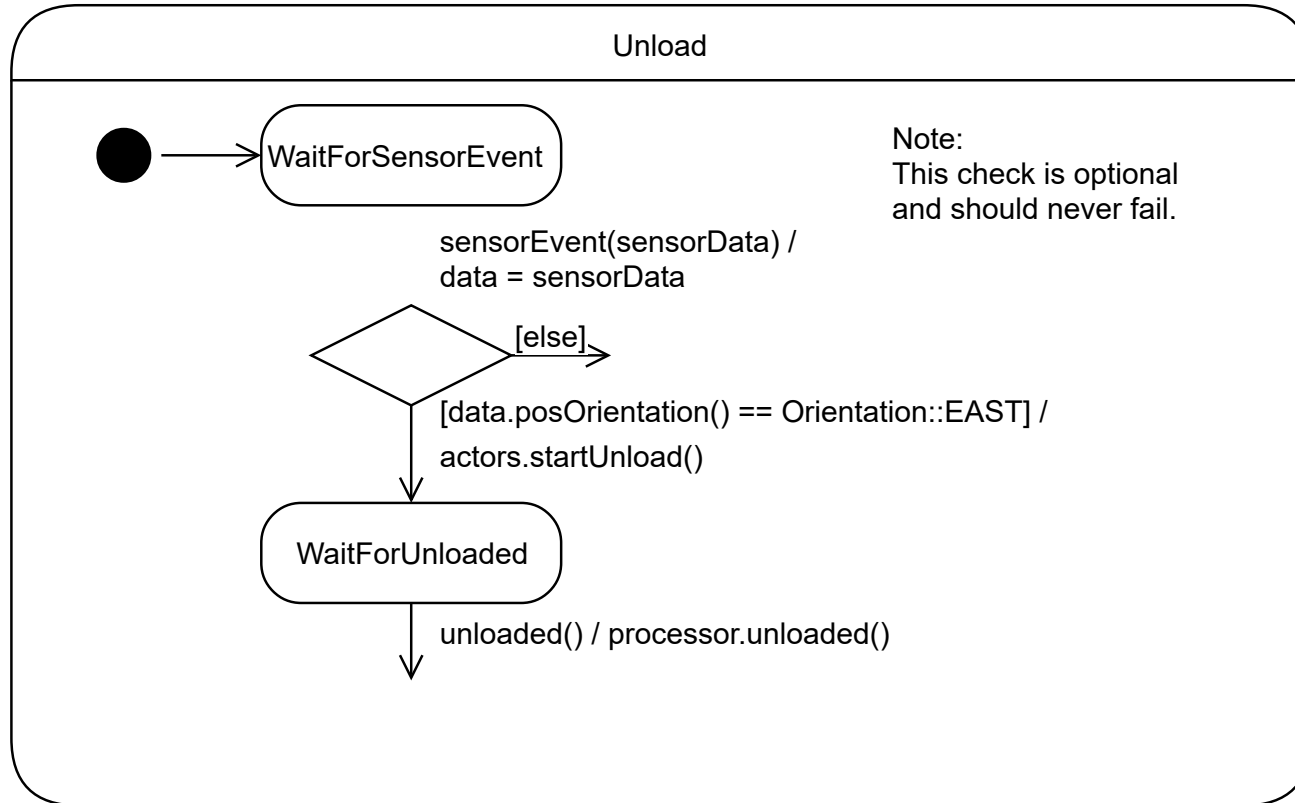 Unload
WaitForSensorEvent
Note:
This check is optional
and should never fail.
sensorEvent(sensorData) /
data = sensorData
[else]
[data.posOrientation() == Orientation::EAST] /
actors.startUnload()
WaitForUnloaded
unloaded() / processor.unloaded()